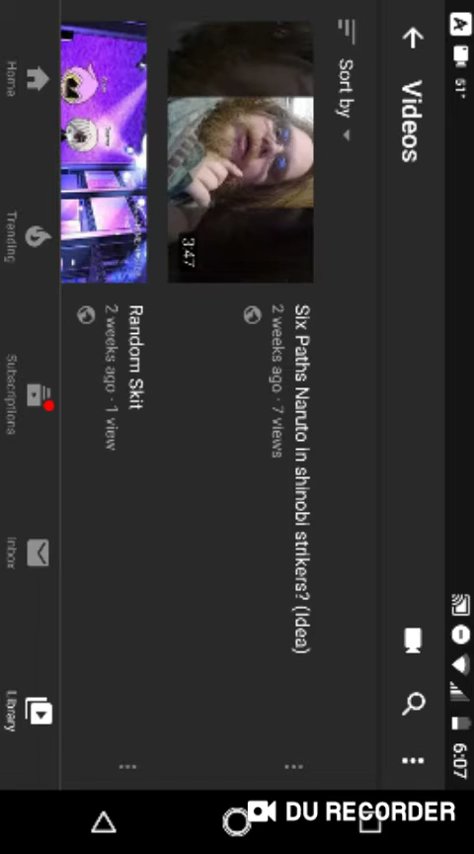 A 51° 6:07
Videos
Sort by
3:47
Six Paths Naruto in shinobi strikers? (Idea)
2 weeks ago · 7 views
Random Skit
2 weeks ago · 1 view
Home
Trending
Subscriptions
Inbox
Library
DU RECORDER